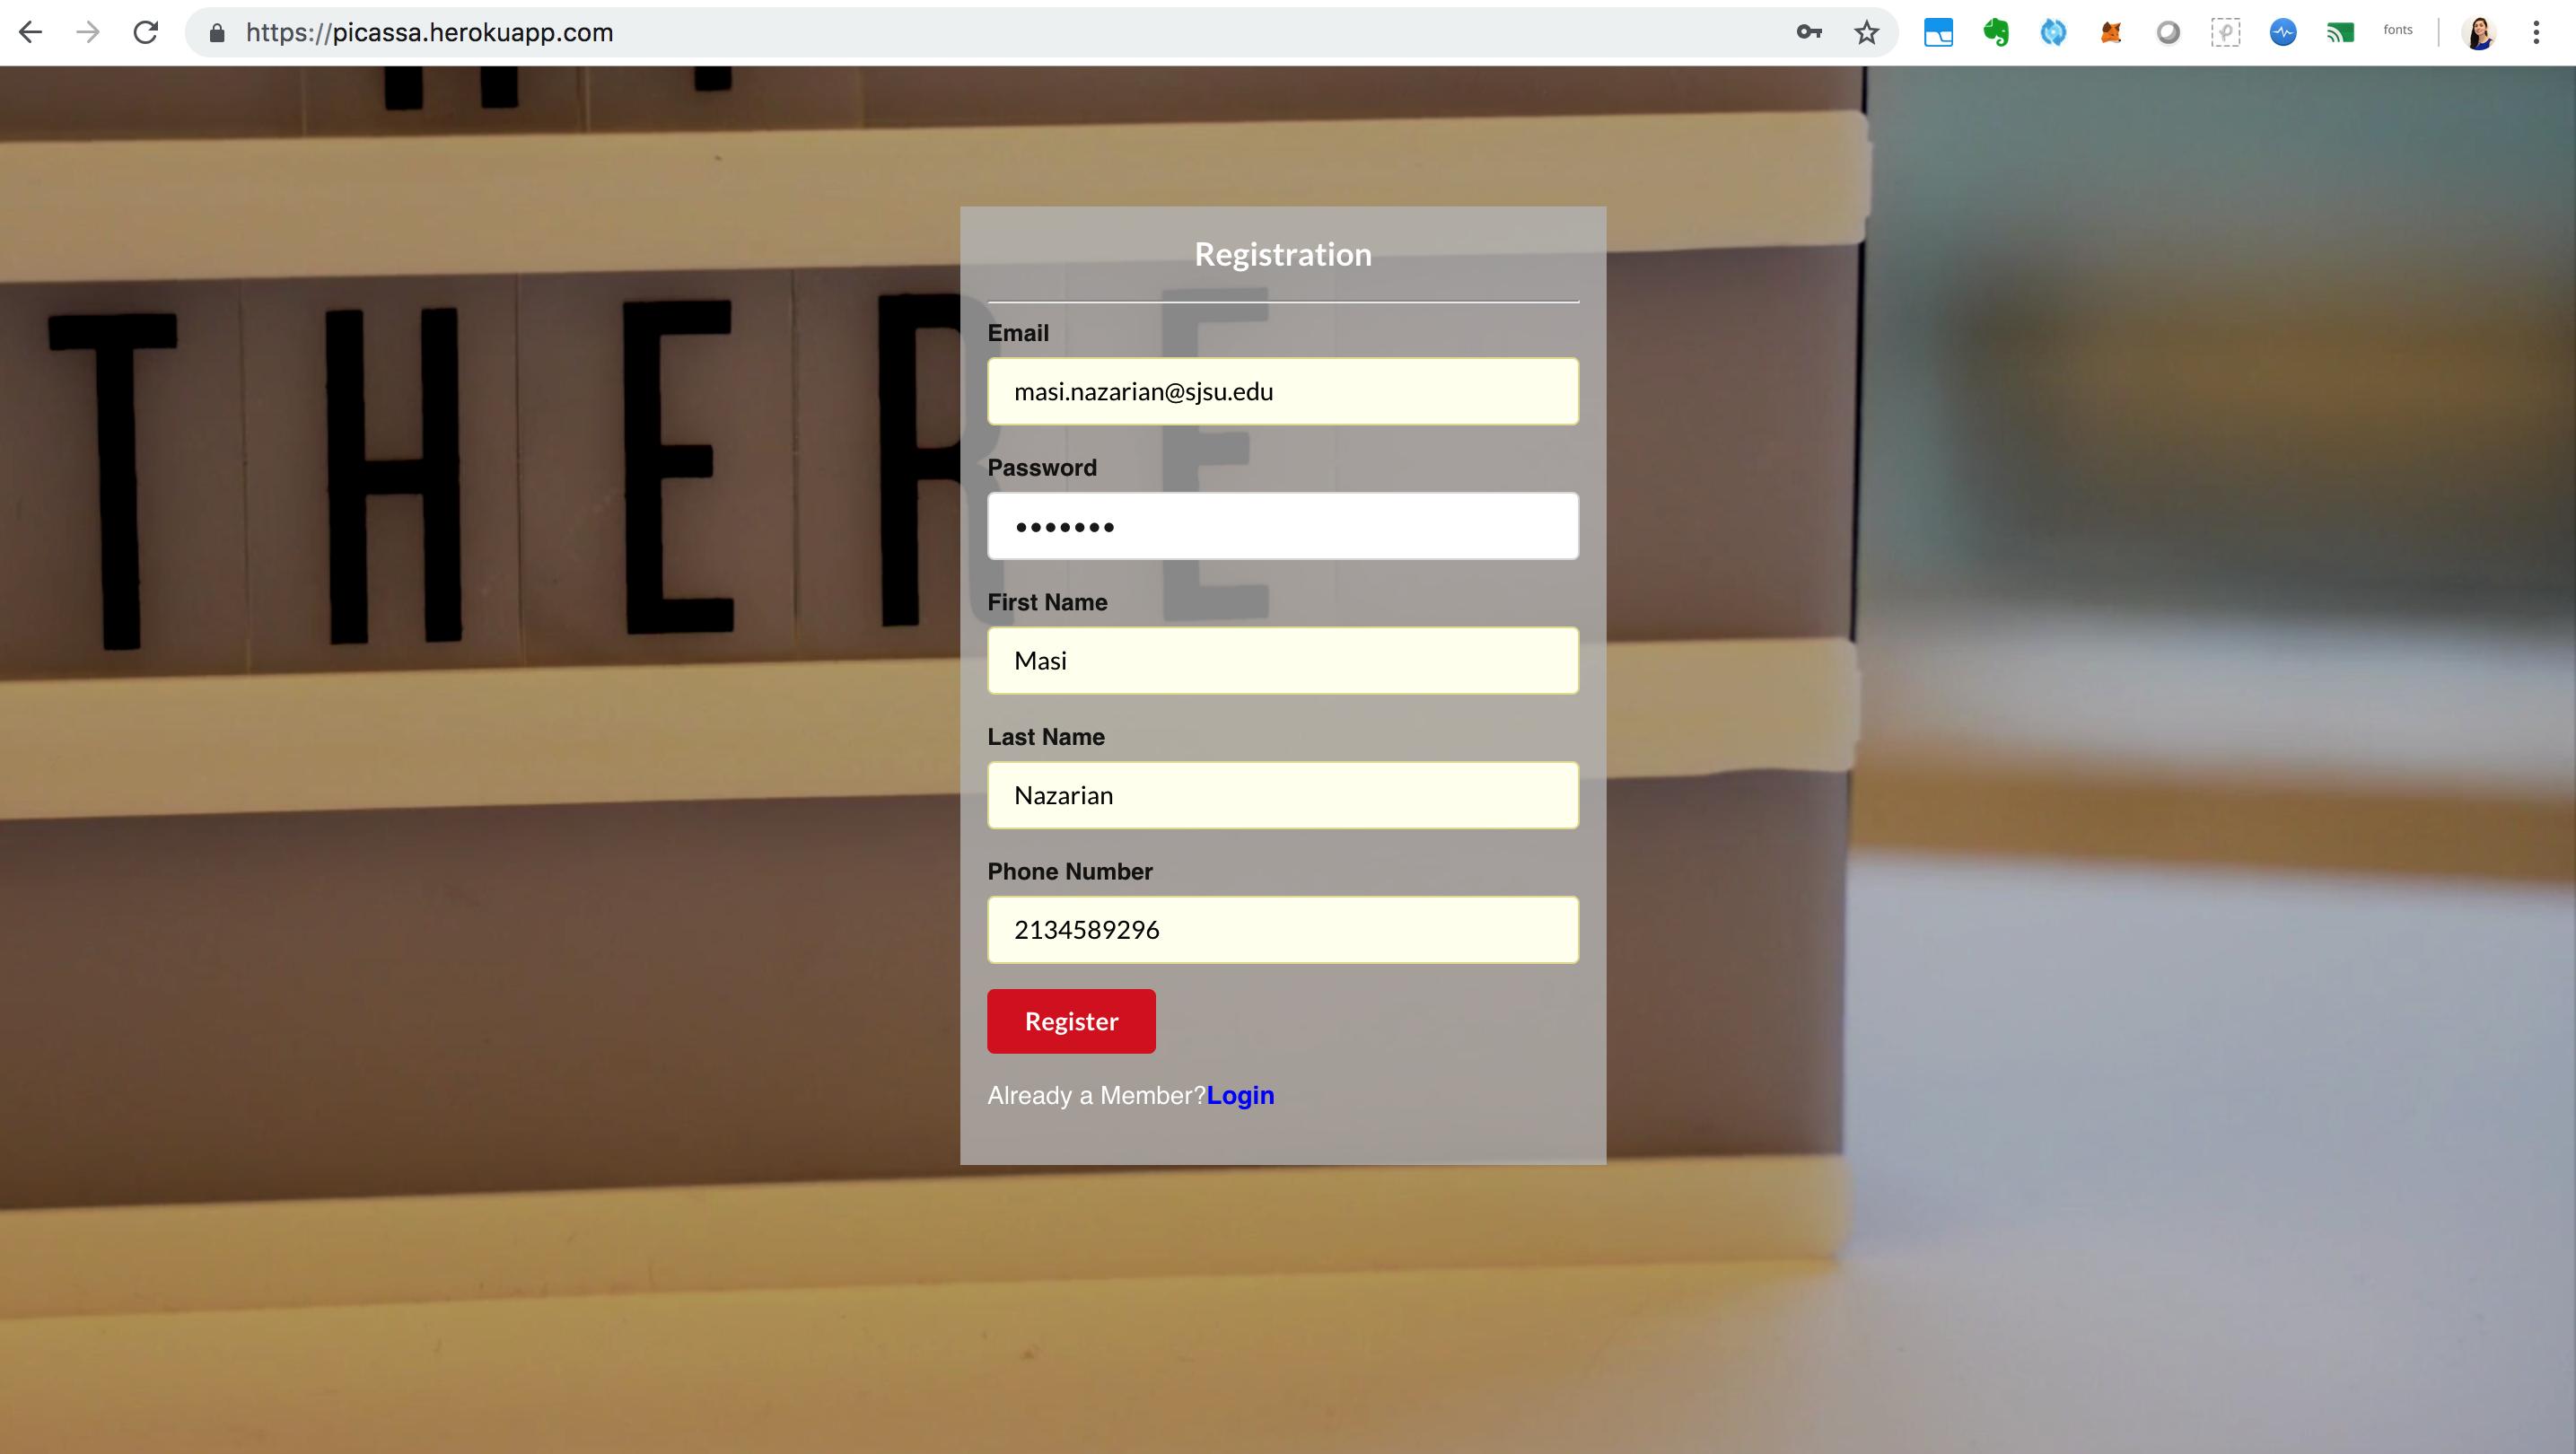 https://picassa.herokuapp.com
fonts
THERE
Registration
Email
masi.nazarian@sjsu.edu
Password
•••••••
First Name
Masi
Last Name
Nazarian
Phone Number
2134589296
Register
Already a Member?Login